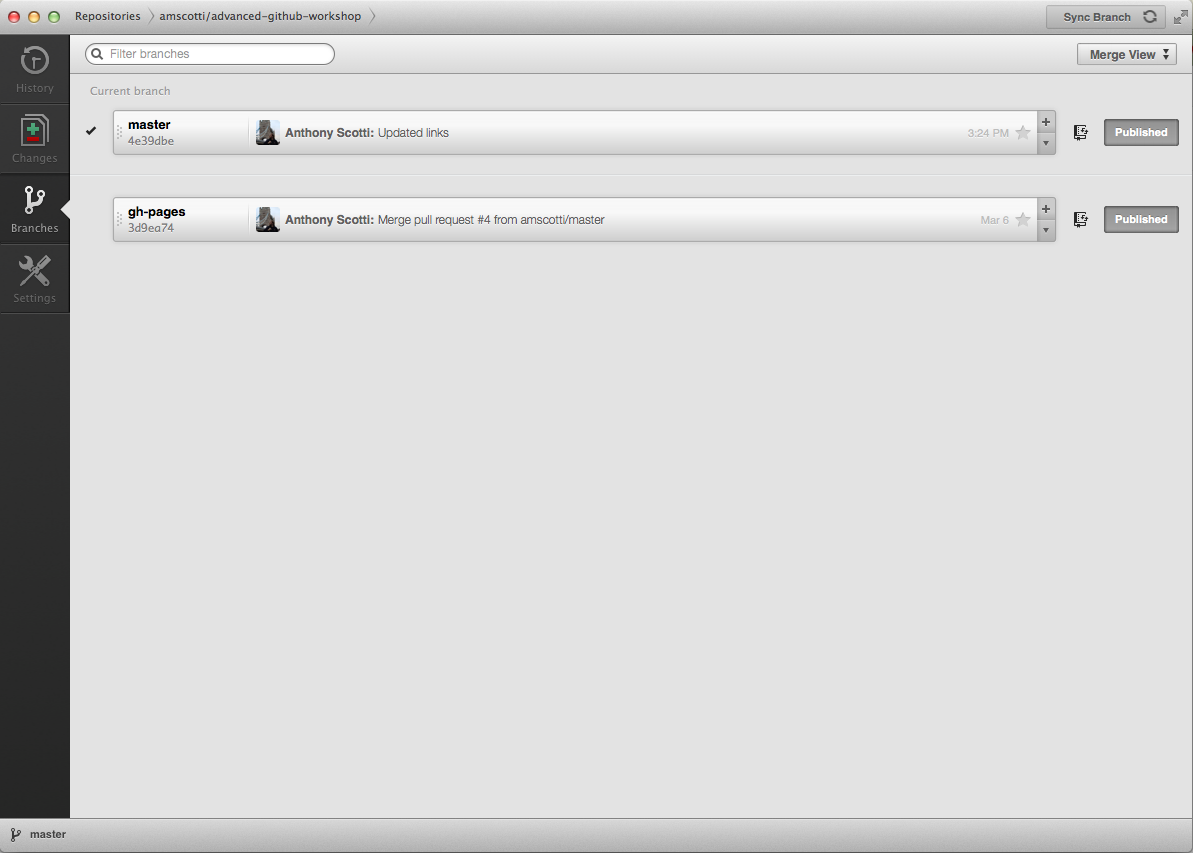 Repositories
amscotti/advanced-github-workshop
Sync Branch
Filter branches
Merge View
History
Changes
Branches
Settings
Current branch
master
4e39dbe
Anthony Scotti: Updated links
3:24 PM
Published
gh-pages
3d9ea74
Anthony Scotti: Merge pull request #4 from amscotti/master
Mar 6
Published
master